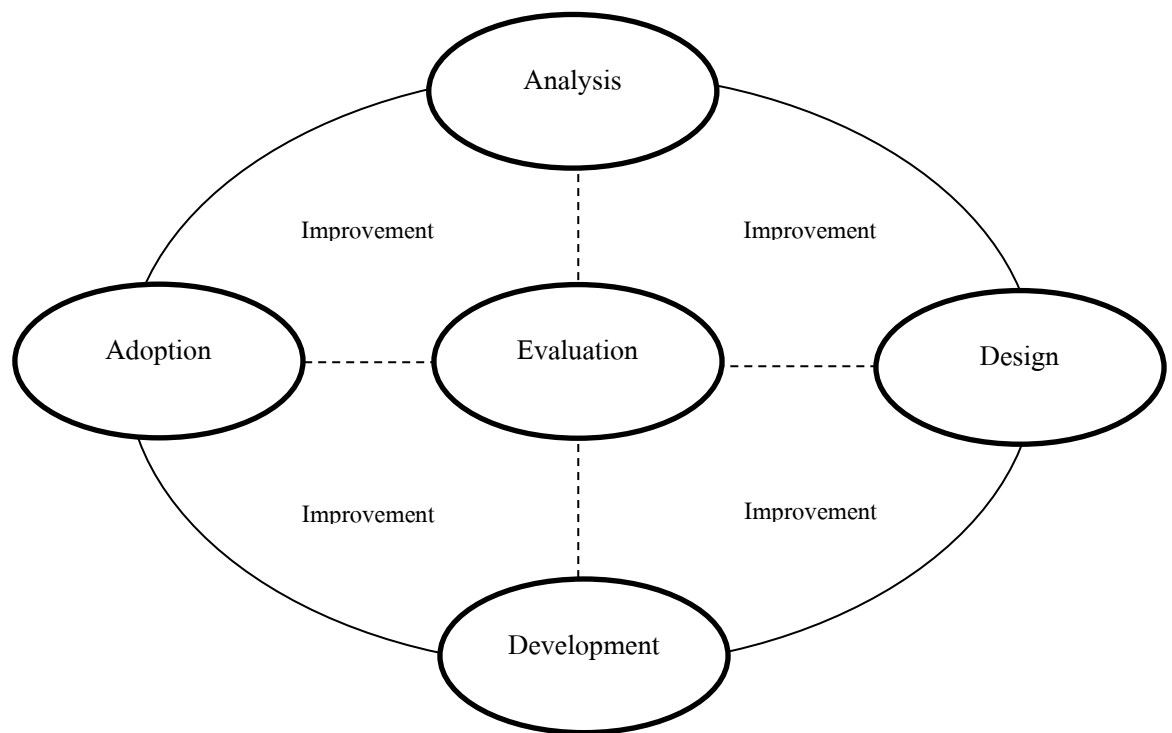 Analysis
Improvement
Improvement
Adoption
Evaluation
Design
Improvement
Improvement
Development